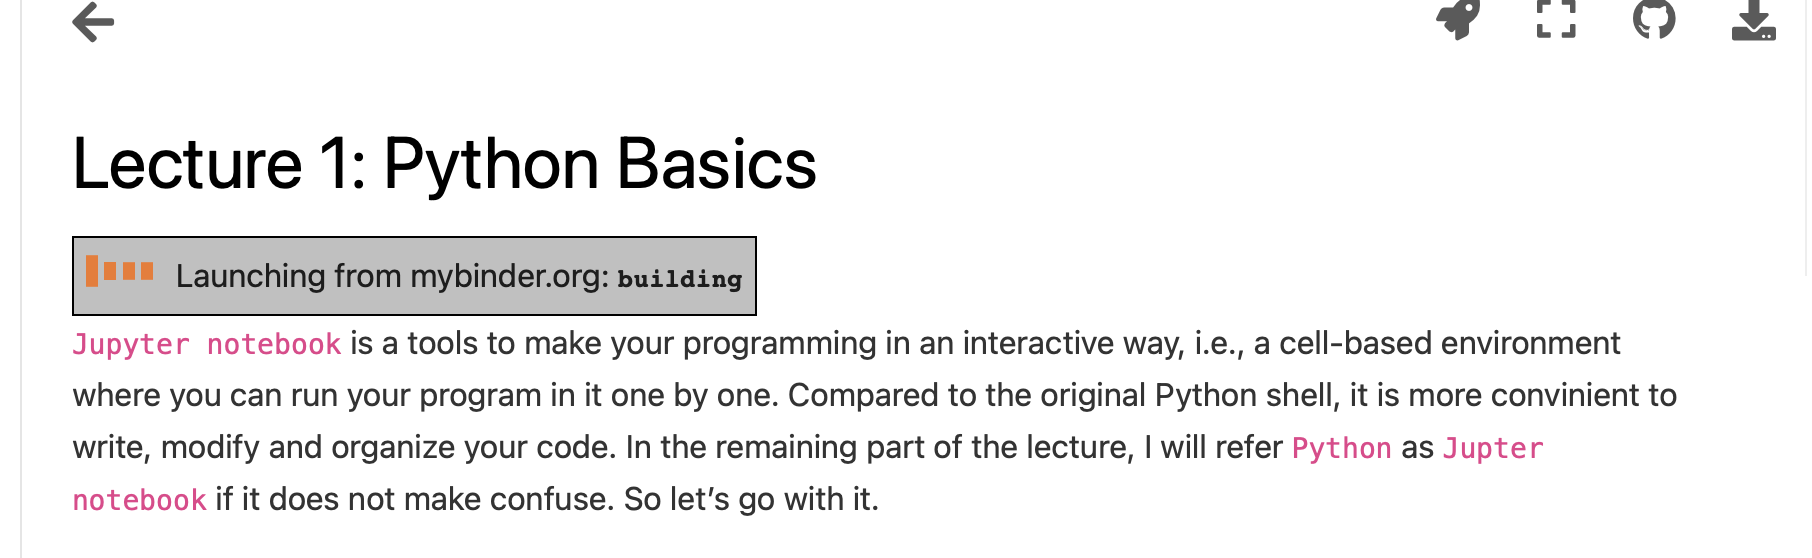 Lecture 1: Python Basics
Launching from mybinder.org: building
Jupyter notebook is a tools to make your programming in an interactive way, i.e., a cell-based environment
where you can run your program in it one by one. Compared to the original Python shell, it is more convinient to
write, modify and organize your code. In the remaining part of the lecture, I will refer Python as Jupter
notebook if it does not make confuse. So let’s go with it.